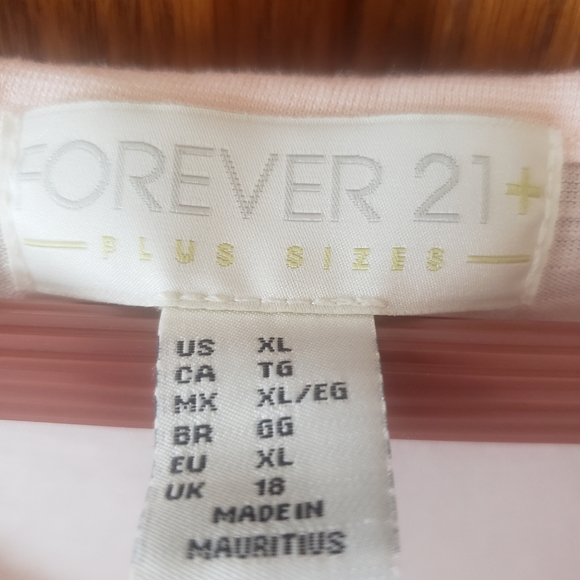 FOREVER 21+
PLUS SIZES
US XL
CA TG
MX XL/EG
BR GG
EU XL
UK 18
MADE IN
MAURITIUS